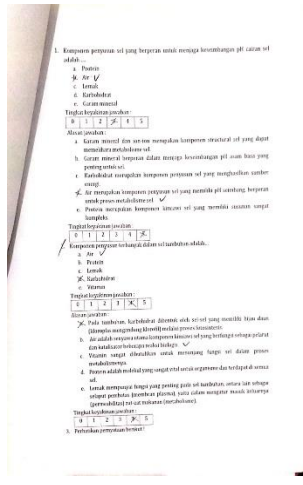 1. Komponen penyusun sel yang berperan untuk menjaga keseimbangan pH cairan sel
adalah....
a. Protein
b. Air
c. Lemak
d. Karbohidrat
e. Garam mineral
Tingkat keyakinan jawaban :
0 1 2 3 4 5
Alasan jawaban :
a. Garam mineral dan merupakan komponen structural sel yang dapat
memelihara metabolisme sel.
b. Garam mineral berperan dalam menjaga keseimbangan pH asam basa yang
penting untuk sel.
c. Karbohidrat merupakan komponen penyusun sel yang menghasilkan sumber
energi.
d. Air merupakan komponen penyusun sel yang memiliki pH seimbang, berperan
untuk proses metabolisme sel.
e. Protein merupakan komponen kimiawi sel yang memiliki susunan sangat
kompleks.
Tingkat keyakinan jawaban :
0 1 2 3 4 5
Komponen penyusun terbanyak dalam sel tumbuhan adalah..
a. Air
b. Protein
c. Lemak
d. Karbohidrat
e. Vitamin
Tingkat keyakinan jawaban :
0 1 2 3 4 5
Alasan jawaban :
a. Pada tumbuhan, karbohidrat dibentuk oleh sel-sel yang memiliki hijau daun
(klorofil) melalui proses fotosintesis.
b. Air adalah senyawa utama komponen kimiawi sel yang berfungsi sebagai pelarut
dan katalisator beberapa reaksi biologis.
c. Vitamin sangat dibutuhkan untuk menunjang fungsi sel dalam proses
metabolismenya.
d. Protein adalah molekul yang sangat vital untuk organisme dan terdapat di semua
sel.
e. Lemak mempunyai fungsi yang penting pada sel tumbuhan, antara lain sebagai
selaput pembatas (membran plasma), yaitu dalam mengatur masuk keluarnya
(permeabilitas) zat-zat makanan (metabolisme).
Tingkat keyakinan jawaban :
0 1 2 3 4 5
3. Perhatikan pernyataan berikut!